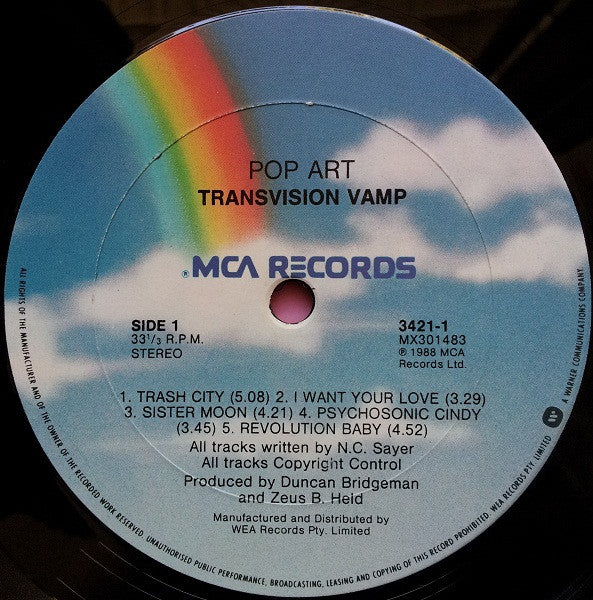 POP ART
TRANSVISION VAMP
® MCA RECORDS
SIDE 1
33 1/3 R.P.M.
STEREO
3421-1
MX301483
℗ 1988 MCA
Records Ltd.
1. TRASH CITY (5.08) 2. I WANT YOUR LOVE (3.29)
3. SISTER MOON (4.21) 4. PSYCHOSONIC CINDY
(3.45) 5. REVOLUTION BABY (4.52)
All tracks written by N.C. Sayer
All tracks Copyright Control
Produced by Duncan Bridgeman
and Zeus B. Held
Manufactured and Distributed by
WEA Records Pty. Limited
ALL RIGHTS OF THE MANUFACTURER AND OF THE OWNER OF THE RECORDED WORK RESERVED. UNAUTHORISED PUBLIC PERFORMANCE, BROADCASTING, LEASING AND COPYING OF THIS RECORD PROHIBITED. WEA RECORDS PTY. LIMITED A WARNER COMMUNICATIONS COMPANY.